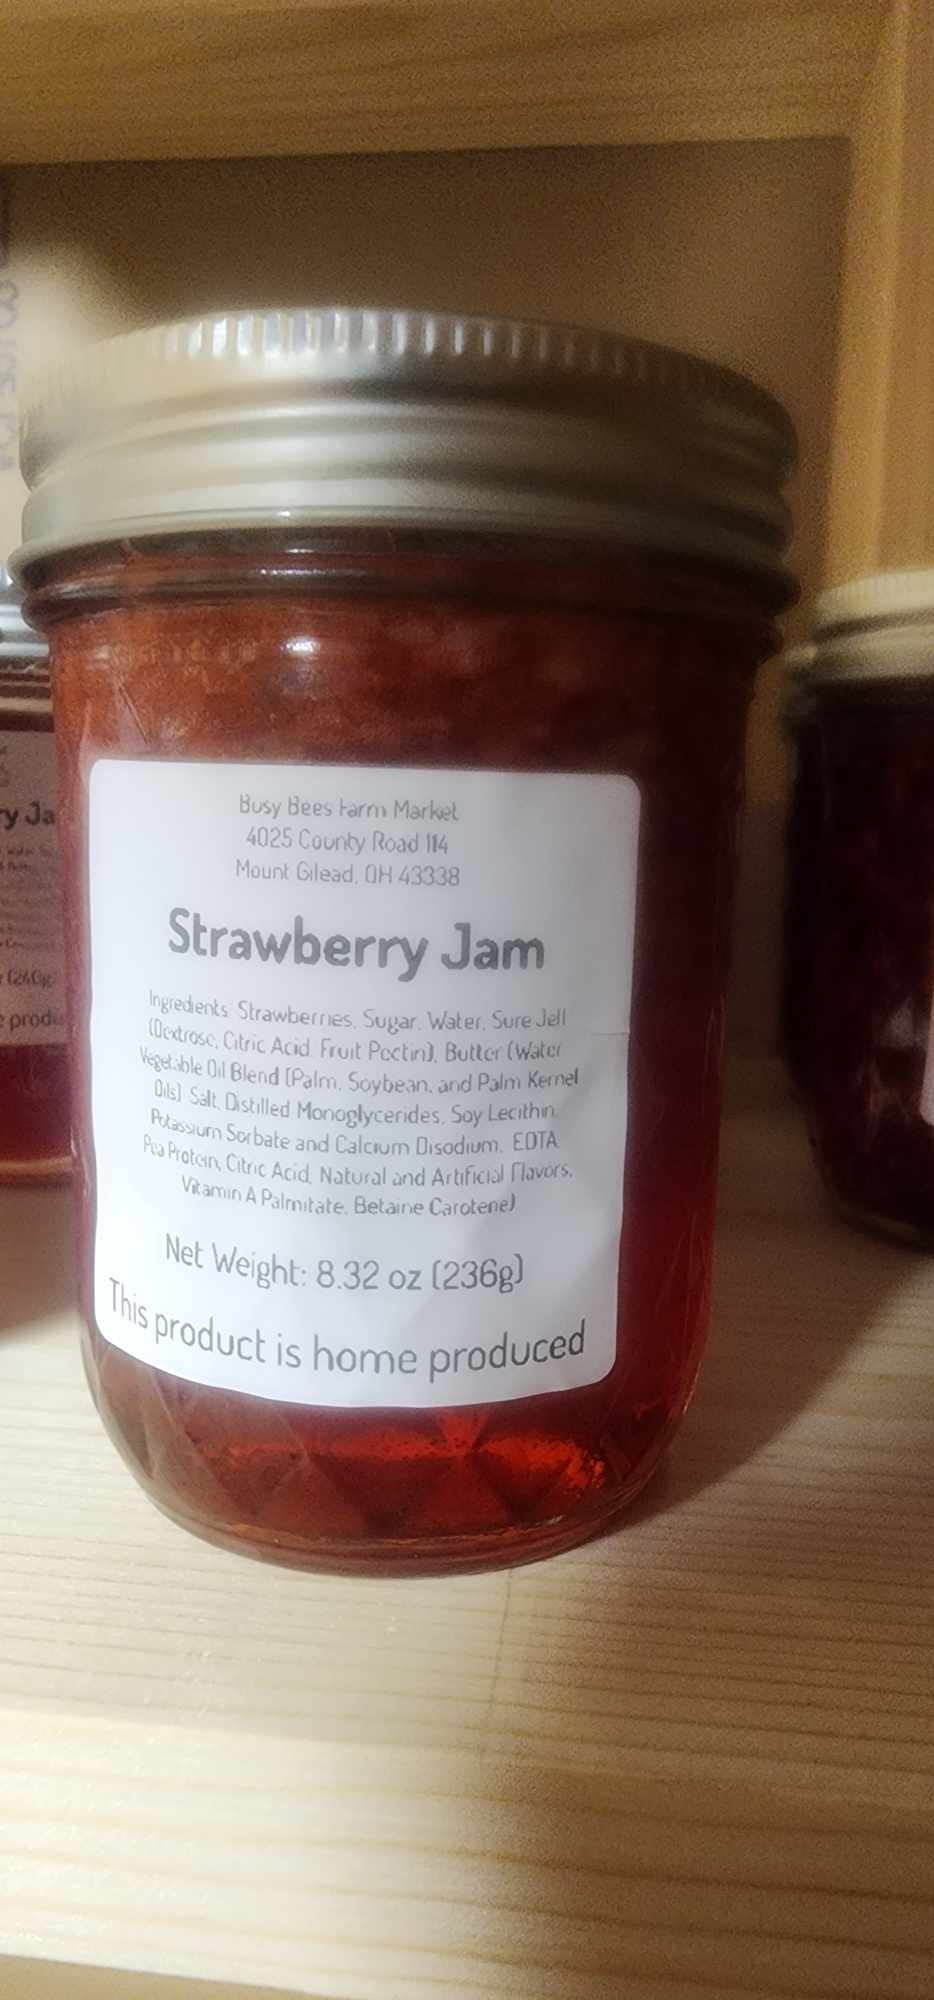 Busy Bees Farm Market
4025 County Road 114
Mount Gilead, OH 43338
Strawberry Jam
Ingredients: Strawberries, Sugar, Water, Sure Jell
(Dextrose, Citric Acid, Fruit Pectin), Butter (Water
Vegetable Oil Blend [Palm, Soybean, and Palm Kernel
Oils] Salt, Distilled Monoglycerides, Soy Lecithin,
Potassium Sorbate and Calcium Disodium, EDTA,
Pea Protein, Citric Acid, Natural and Artificial Flavors,
Vitamin A Palmitate, Betaine Carotene)
Net Weight: 8.32 oz (236g)
This product is home produced
ry Ja